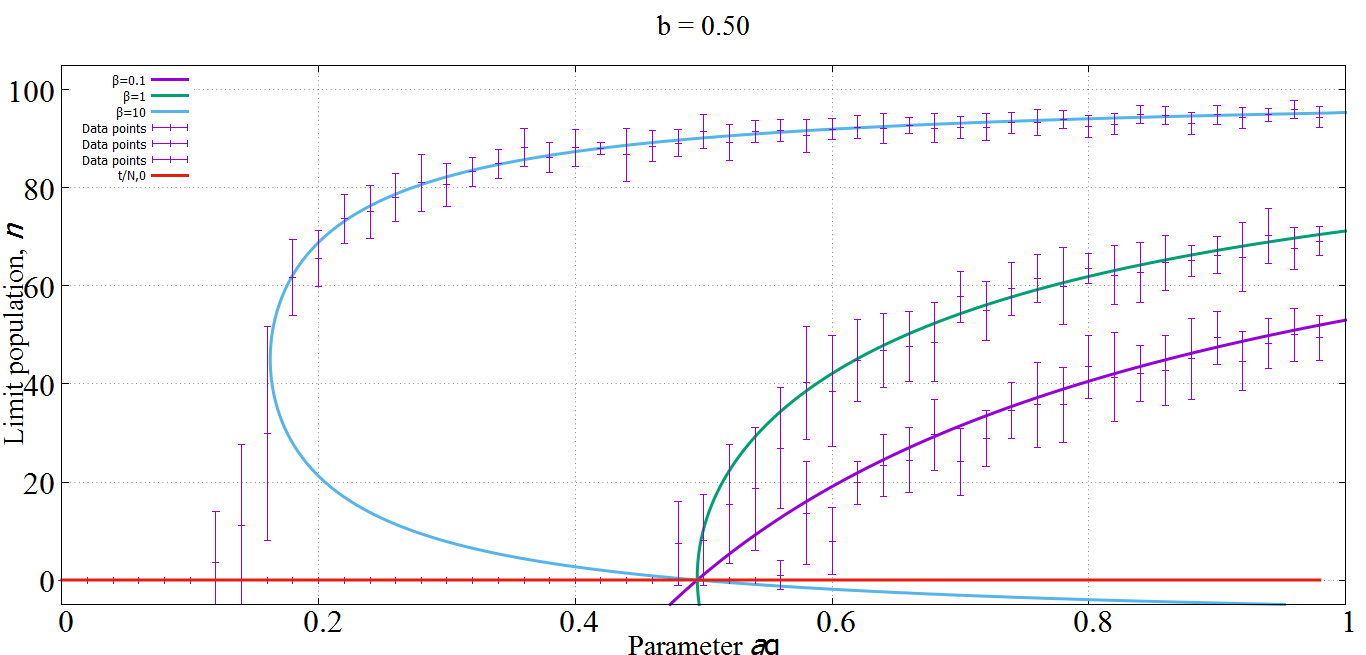 b = 0.50
β=0.1
β=1
β=10
Data points
Data points
Data points
t/N,0
100
80
60
40
20
0
Limit population, n
0
0.2
0.4
0.6
0.8
1
Parameter aα